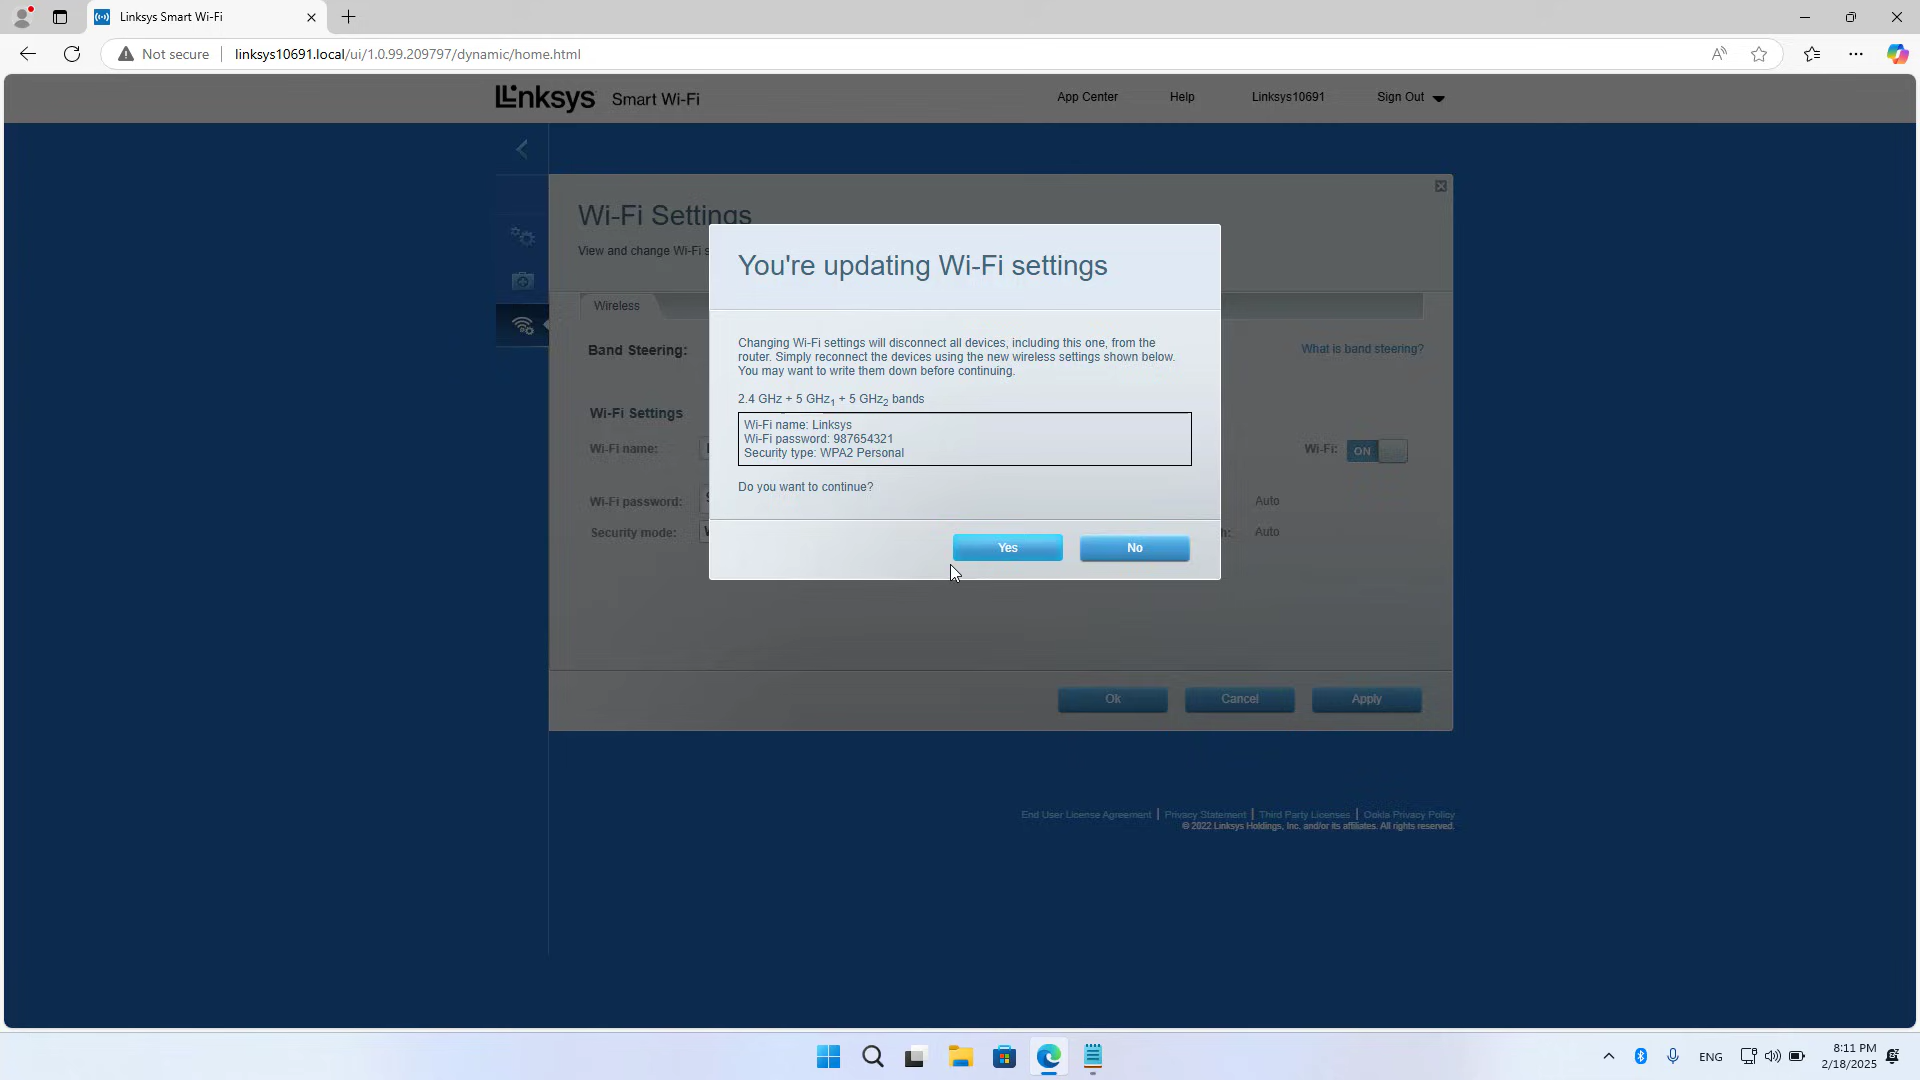 Linksys Smart Wi-Fi
Not secure
linksys10691.local/ui/1.0.99.209797/dynamic/home.html
Linksys Smart Wi-Fi
App Center
Help
Linksys10691
Sign Out
Wi-Fi Settings
View and change Wi-Fi s
Wireless
Band Steering:
What is band steering?
Wi-Fi Settings
Wi-Fi name:
Wi-Fi:
ON
Wi-Fi password:
Auto
Security mode:
h:
Auto
You're updating Wi-Fi settings
Changing Wi-Fi settings will disconnect all devices, including this one, from the
router. Simply reconnect the devices using the new wireless settings shown below.
You may want to write them down before continuing.
2.4 GHz + 5 GHz1 + 5 GHz2 bands
Wi-Fi name: Linksys
Wi-Fi password: 987654321
Security type: WPA2 Personal
Do you want to continue?
Yes
No
Ok
Cancel
Apply
End User License Agreement | Privacy Statement | Third Party Licenses | Ookla Privacy Policy
© 2022 Linksys Holdings, Inc. and/or its affiliates. All rights reserved.
ENG
8:11 PM
2/18/2025